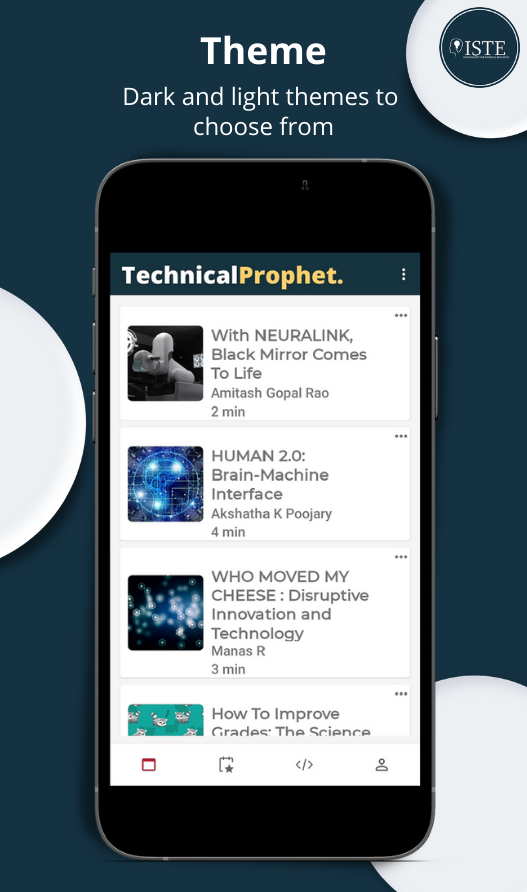 Theme
Dark and light themes to
choose from
ISTE
TechnicalProphet.
With NEURALINK,
Black Mirror Comes
To Life
Amitash Gopal Rao
2 min
HUMAN 2.0:
Brain-Machine
Interface
Akshatha K Poojary
4 min
WHO MOVED MY
CHEESE : Disruptive
Innovation and
Technology
Manas R
3 min
How To Improve
Grades: The Science